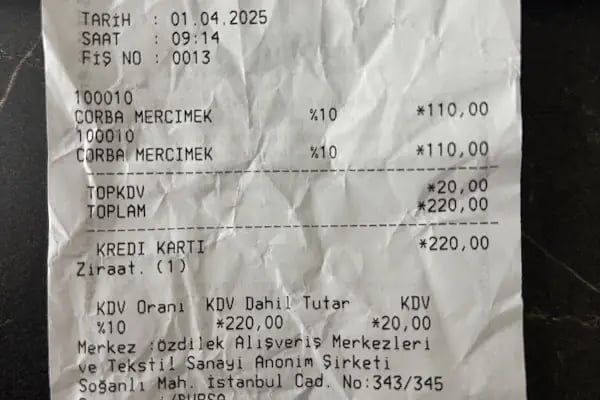 TARİH : 01.04.2025
SAAT : 09:14
FİŞ NO : 0013
100010
ÇORBA MERCIMEK %10 *110,00
100010
ÇORBA MERCIMEK %10 *110,00
TOPKDV *20,00
TOPLAM *220,00
KREDI KARTI *220,00
Ziraat. (1)
KDV Oranı KDV Dahil Tutar KDV
%10 *220,00 *20,00
Merkez :özdilek Alışveriş Merkezleri
ve Tekstil Sanayi Anonim Şirketi
Soğanlı Mah. İstanbul Cad. No:343/345
/BURSA